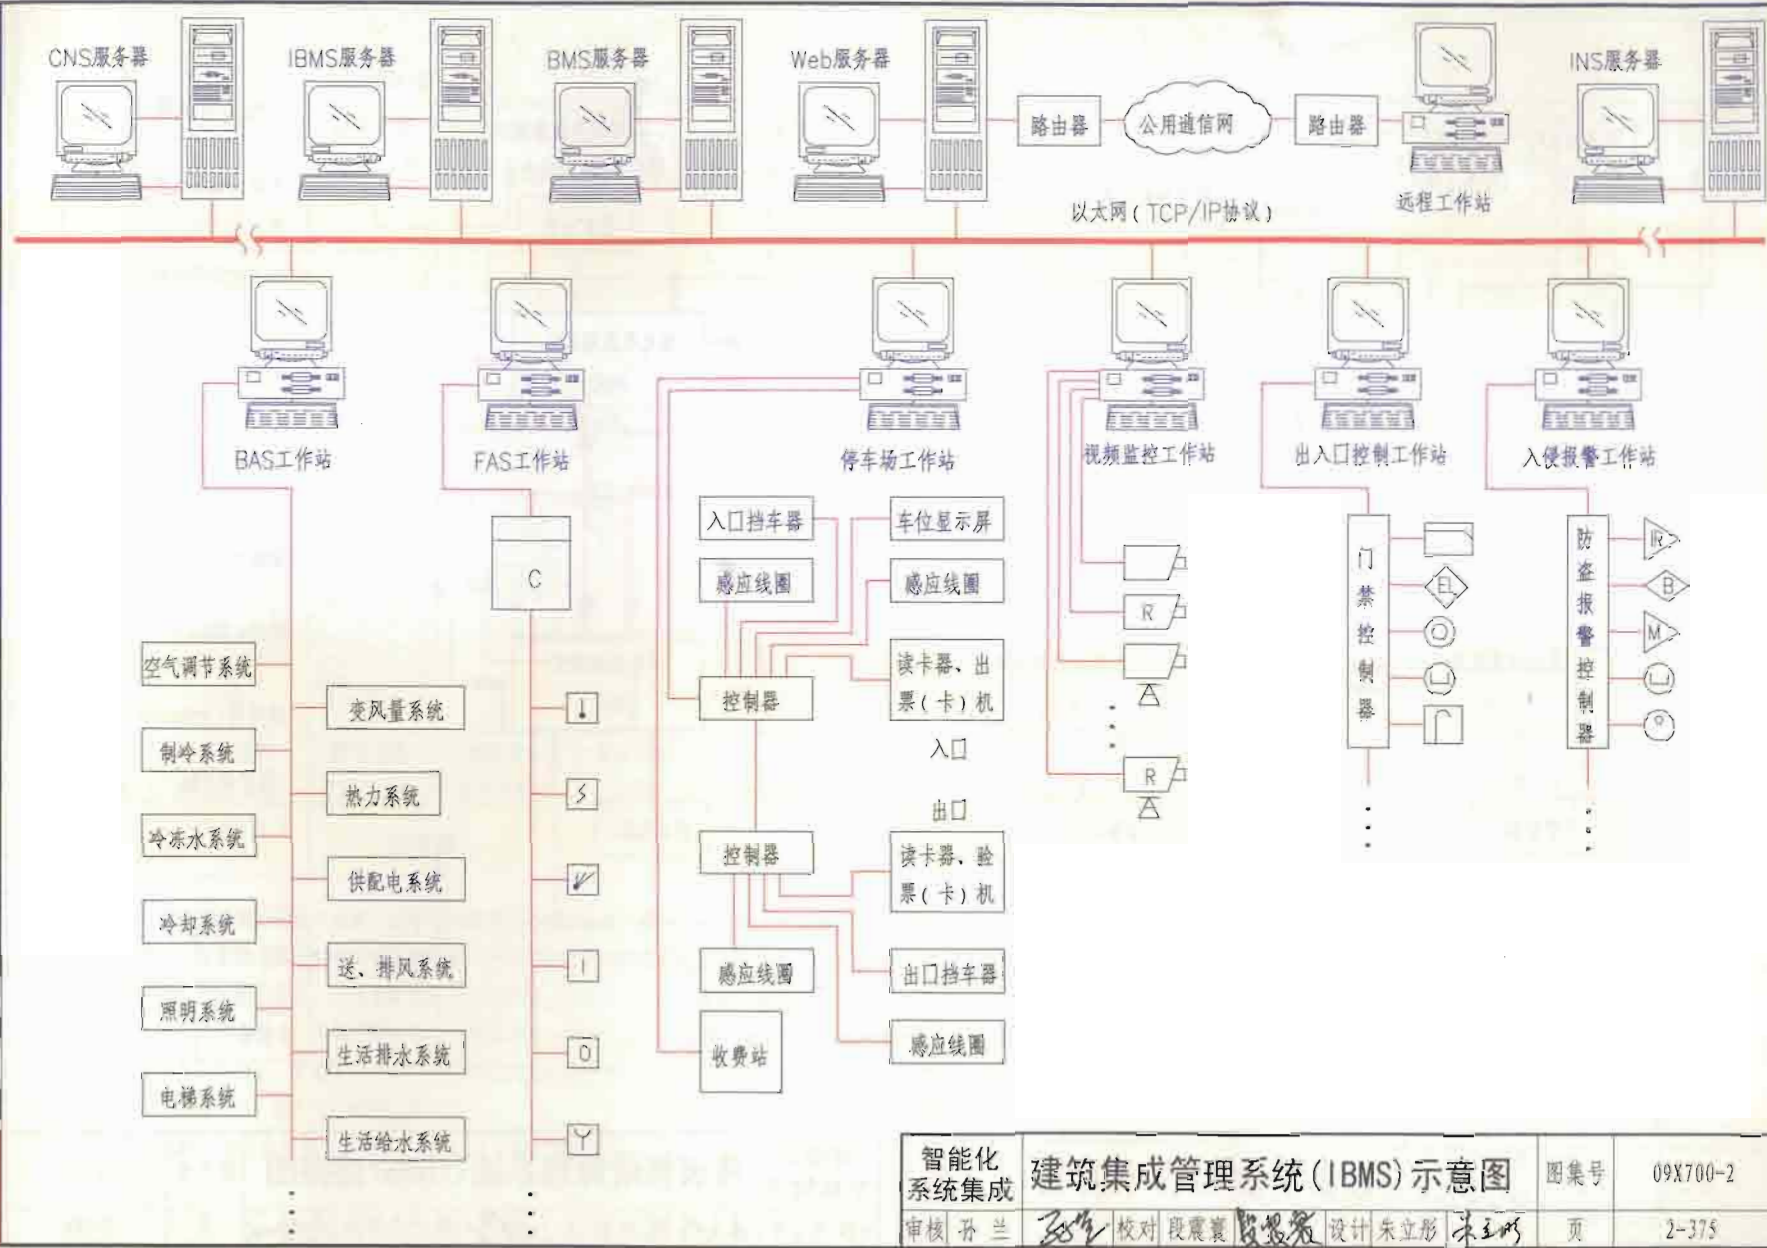 CNS服务器
IBMS服务器
BMS服务器
Web服务器
INS服务器
路由器
公用通信网
路由器
以太网(TCP/IP协议)
远程工作站
BAS工作站
FAS工作站
停车场工作站
视频监控工作站
出入口控制工作站
入侵报警工作站
空气调节系统
制冷系统
冷冻水系统
冷却系统
照明系统
电梯系统
变风量系统
热力系统
供配电系统
送、排风系统
生活排水系统
生活给水系统
C
入口挡车器
车位显示屏
感应线圈
感应线圈
读卡器、出
票(卡)机
控制器
入口
出口
控制器
读卡器、验
票(卡)机
感应线圈
出口挡车器
收费站
感应线圈
R
R
门禁控制器
EL
防盗报警控制器
IR
B
M
智能化
系统集成
建筑集成管理系统(IBMS)示意图
图集号
09X700-2
审核 孙兰
校对 段震寰
设计 朱立彤
页
2-375